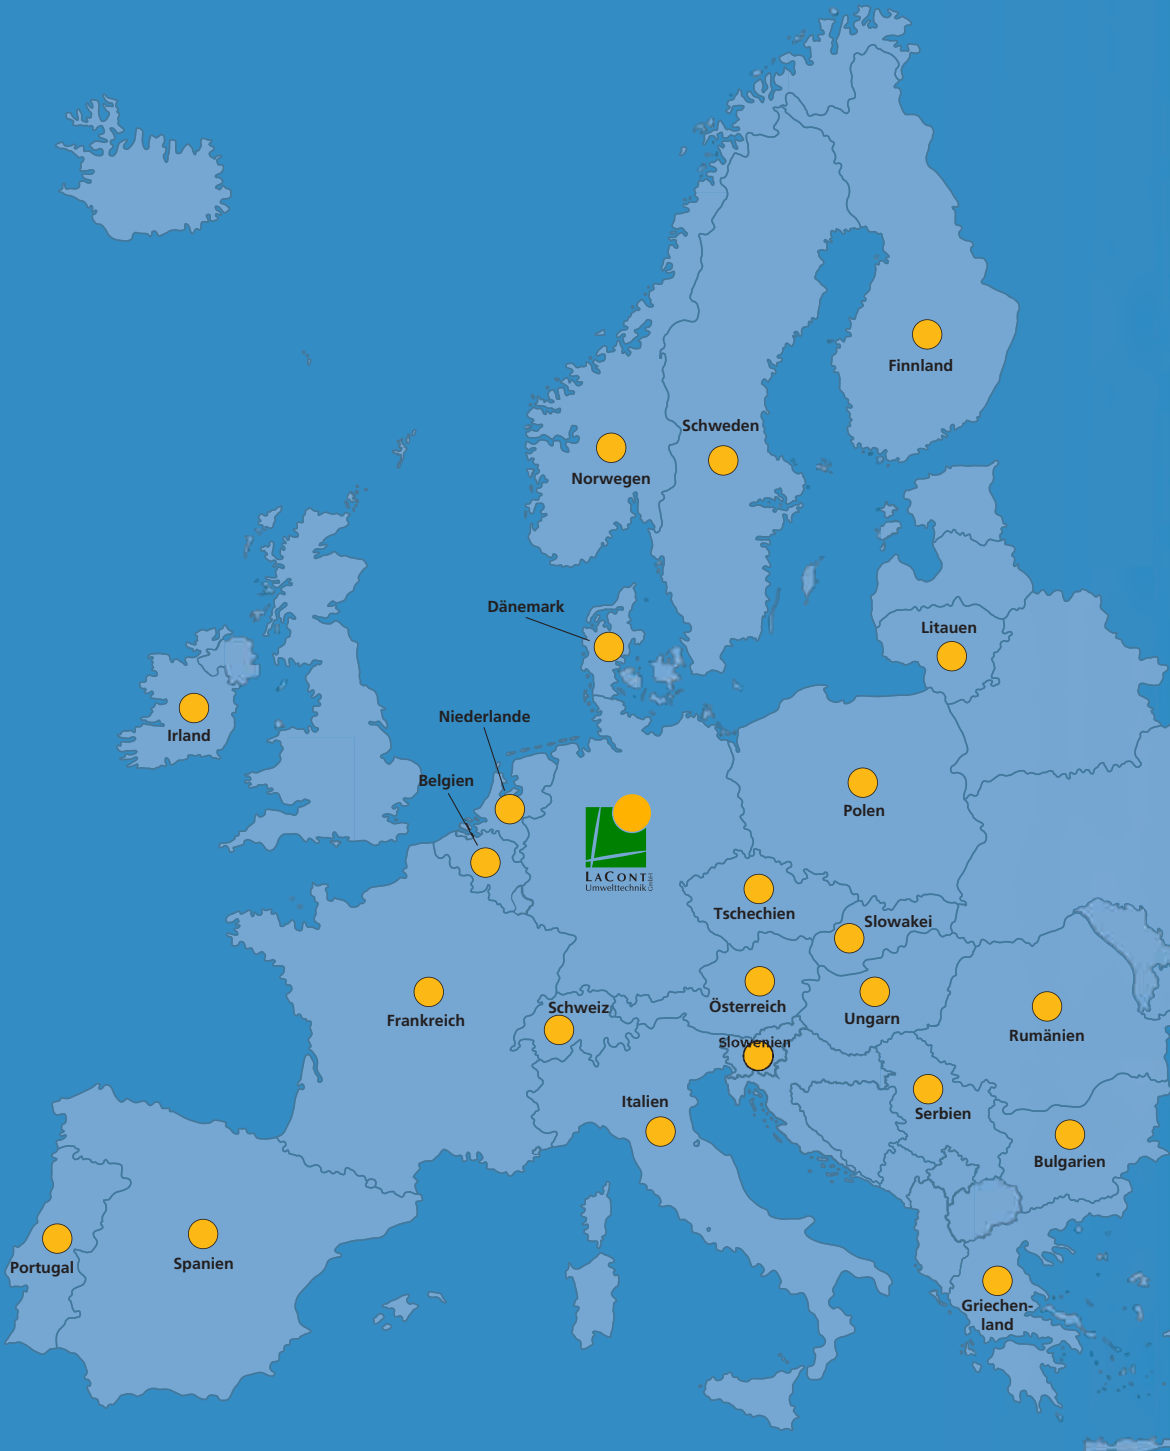 Finnland
Schweden
Norwegen
Dänemark
Litauen
Niederlande
Irland
Belgien
Polen
LACONT
Umwelttechnik GmbH
Tschechien
Slowakei
Österreich
Schweiz
Ungarn
Frankreich
Rumänien
Slowenien
Italien
Serbien
Bulgarien
Portugal
Spanien
Griechen-
land